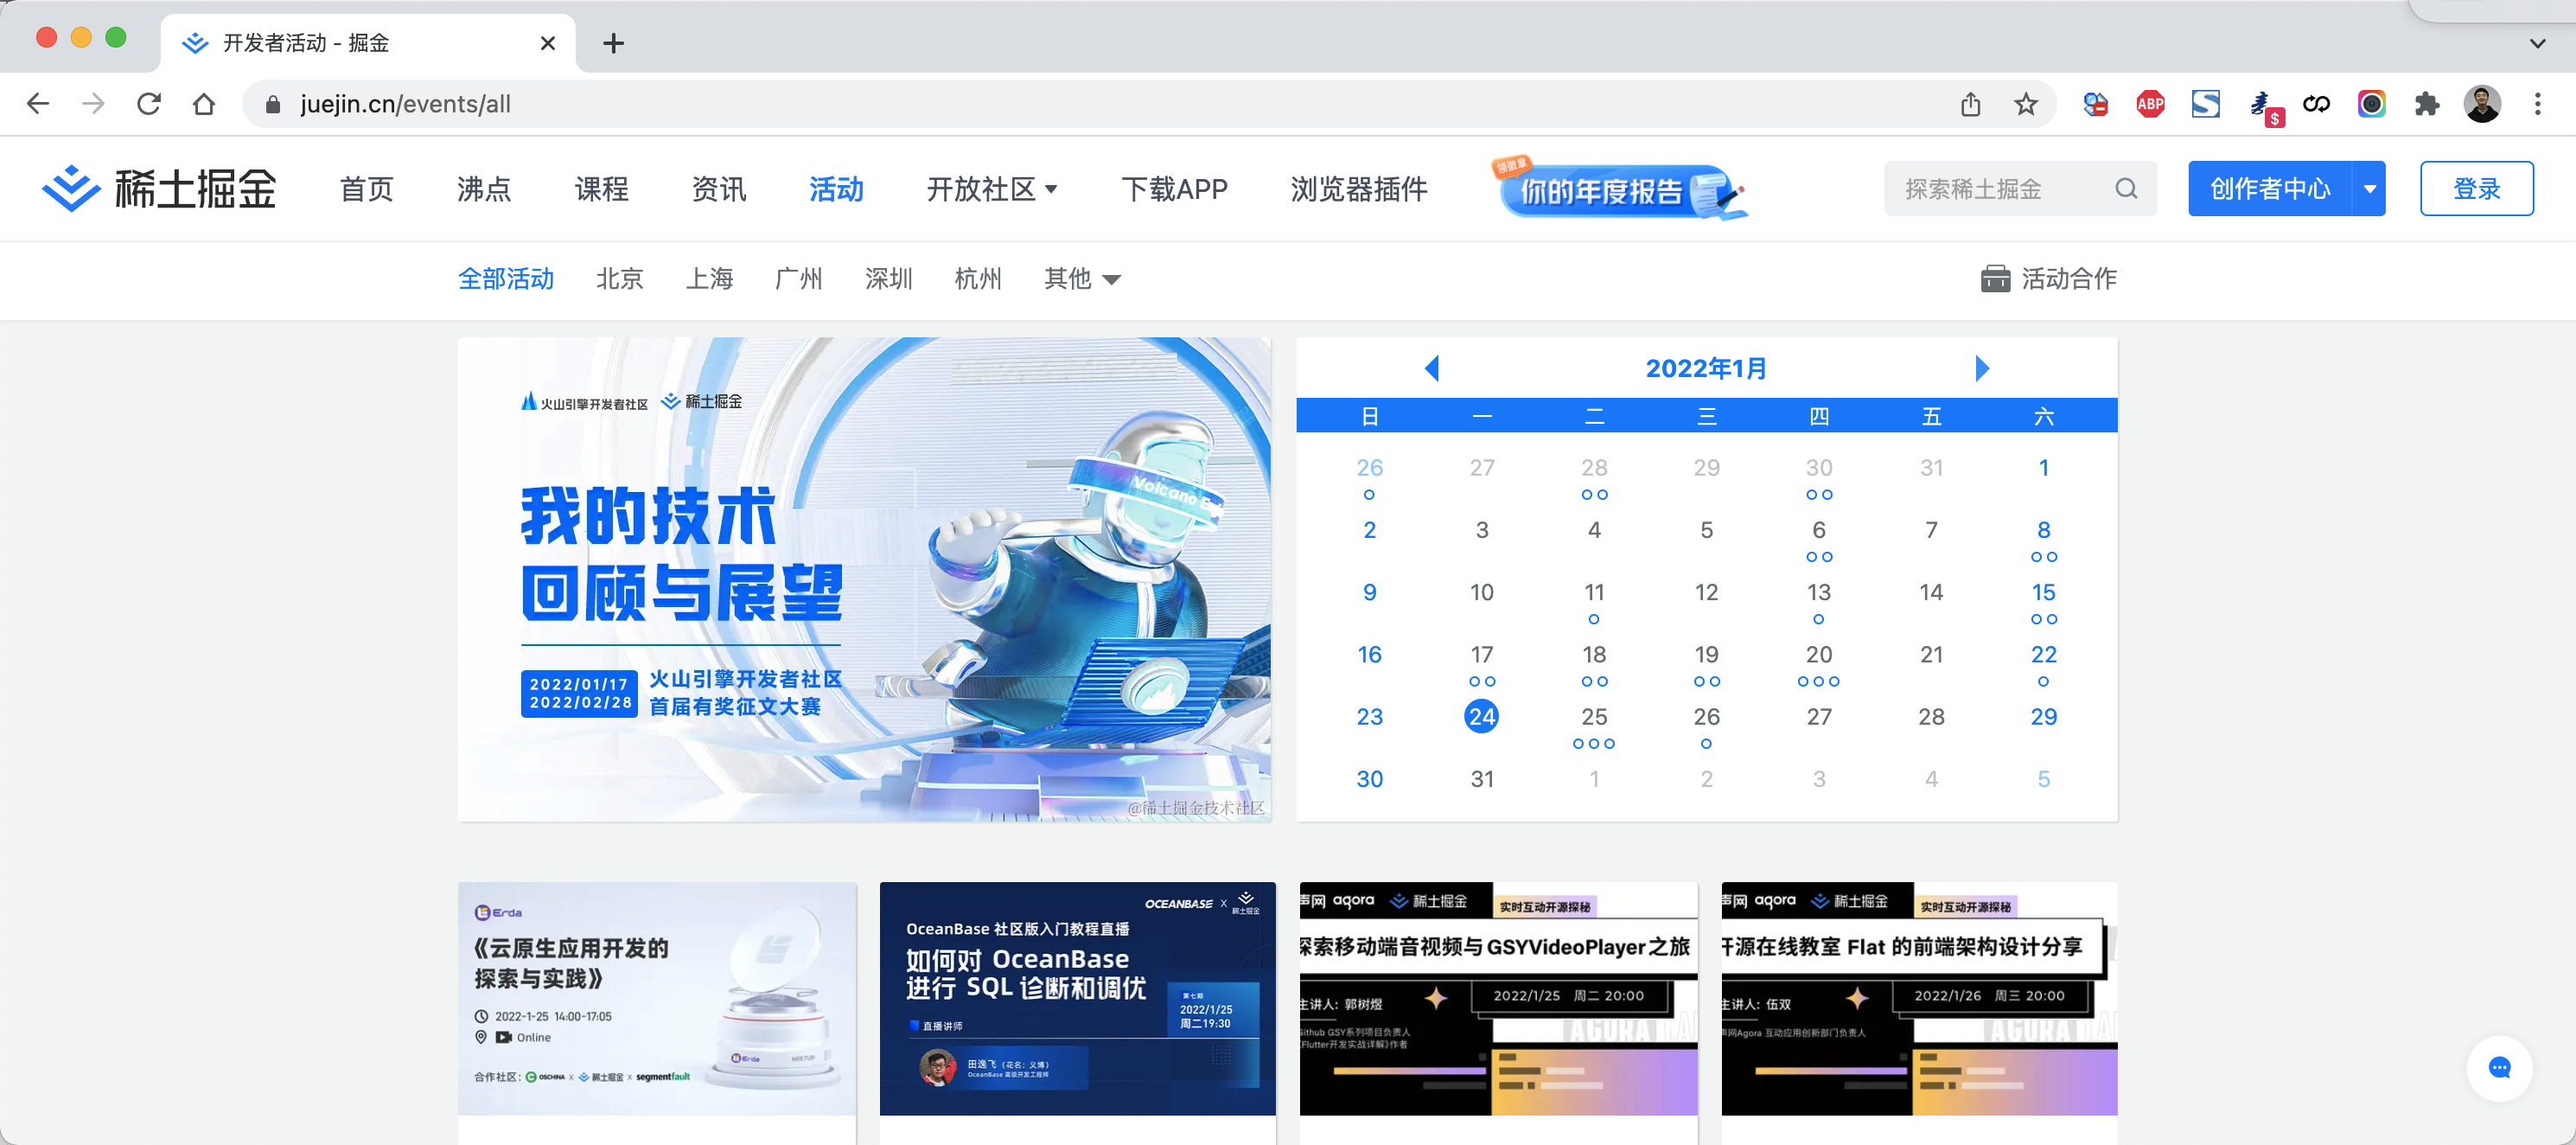 开发者活动 - 掘金
juejin.cn/events/all
ABP
$
稀土掘金
首页 沸点 课程 资讯 活动 开放社区 下载APP 浏览器插件
领徽章
你的年度报告
探索稀土掘金
创作者中心
登录
全部活动 北京 上海 广州 深圳 杭州 其他
活动合作
火山引擎开发者社区 稀土掘金
Volcano E
我的技术
回顾与展望
2022/01/17
2022/02/28
火山引擎开发者社区
首届有奖征文大赛
@稀土掘金技术社区
2022年1月
日 一 二 三 四 五 六
26 27 28 29 30 31 1
2 3 4 5 6 7 8
9 10 11 12 13 14 15
16 17 18 19 20 21 22
23 24 25 26 27 28 29
30 31 1 2 3 4 5
Erda
《云原生应用开发的
探索与实践》
2022-1-25 14:00-17:05
Online
合作社区: OSCHINA x 稀土掘金 x segmentfault
Erda MEETUP
OCEANBASE X 稀土掘金
OceanBase 社区版入门教程直播
如何对 OceanBase
进行 SQL 诊断和调优
第七期
2022/1/25
周二19:30
直播讲师
田逸飞（花名：义博）
OceanBase 高级开发工程师
声网 agora 稀土掘金
实时互动开源探秘
探索移动端音视频与GSYVideoPlayer之旅
主讲人: 郭树煜
2022/1/25 周二 20:00
Github GSY系列项目负责人
《Flutter开发实战详解》作者
AGORA
声网 agora 稀土掘金
实时互动开源探秘
开源在线教室 Flat 的前端架构设计分享
主讲人: 伍双
2022/1/26 周三 20:00
声网Agora 互动应用创新部门负责人
AGORA